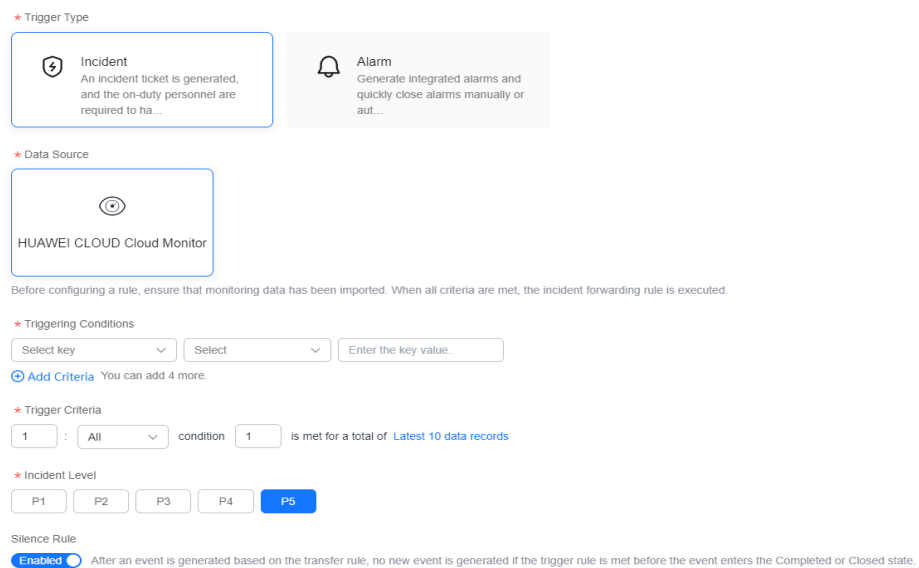 * Trigger Type
Incident
An incident ticket is generated,
and the on-duty personnel are
required to ha...
Alarm
Generate integrated alarms and
quickly close alarms manually or
aut...
* Data Source
HUAWEI CLOUD Cloud Monitor
Before configuring a rule, ensure that monitoring data has been imported. When all criteria are met, the incident forwarding rule is executed.
* Triggering Conditions
Select key Select Enter the key value.
Add Criteria You can add 4 more.
* Trigger Criteria
1 : All condition 1 is met for a total of Latest 10 data records
* Incident Level
P1 P2 P3 P4 P5
Silence Rule
Enabled After an event is generated based on the transfer rule, no new event is generated if the trigger rule is met before the event enters the Completed or Closed state.